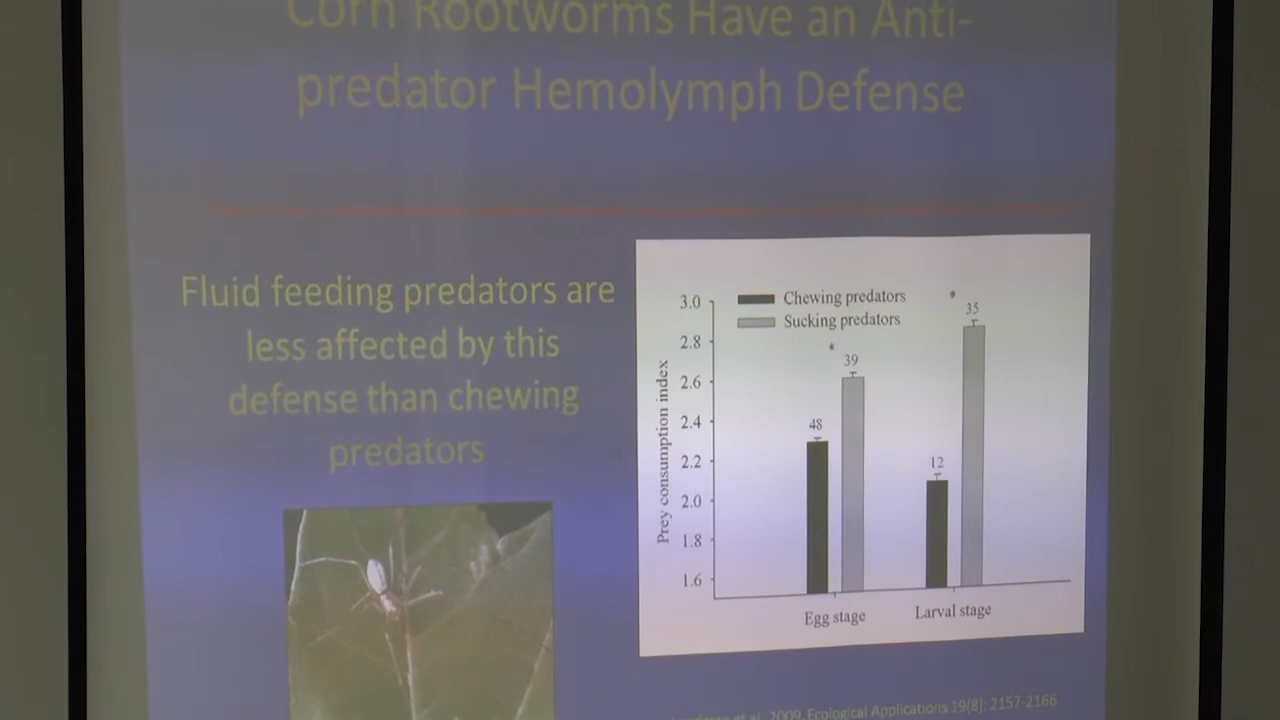 Corn Rootworms Have an Anti-
predator Hemolymph Defense
Fluid feeding predators are
less affected by this
defense than chewing
predators
Chewing predators
Sucking predators
Prey consumption index
3.0
2.8
2.6
2.4
2.2
2.0
1.8
1.6
48
* 39
12
* 35
Egg stage
Larval stage
et al. 2009. Ecological Applications 19(8): 2157-2166